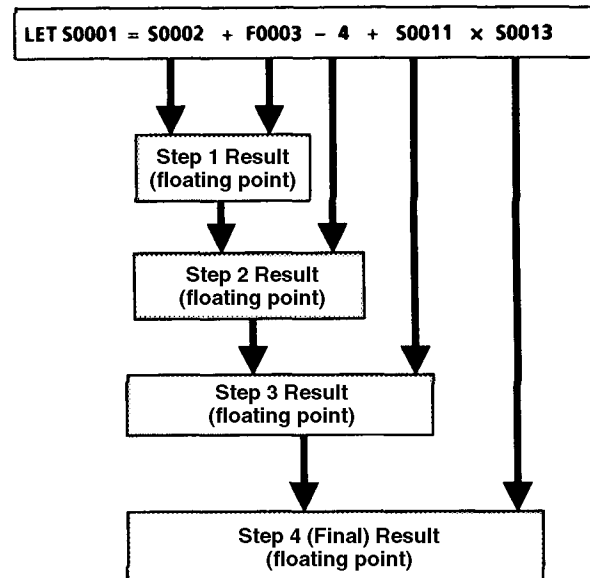 LET S0001 = S0002 + F0003 – 4 + S0011 × S0013
Step 1 Result
(floating point)
Step 2 Result
(floating point)
Step 3 Result
(floating point)
Step 4 (Final) Result
(floating point)